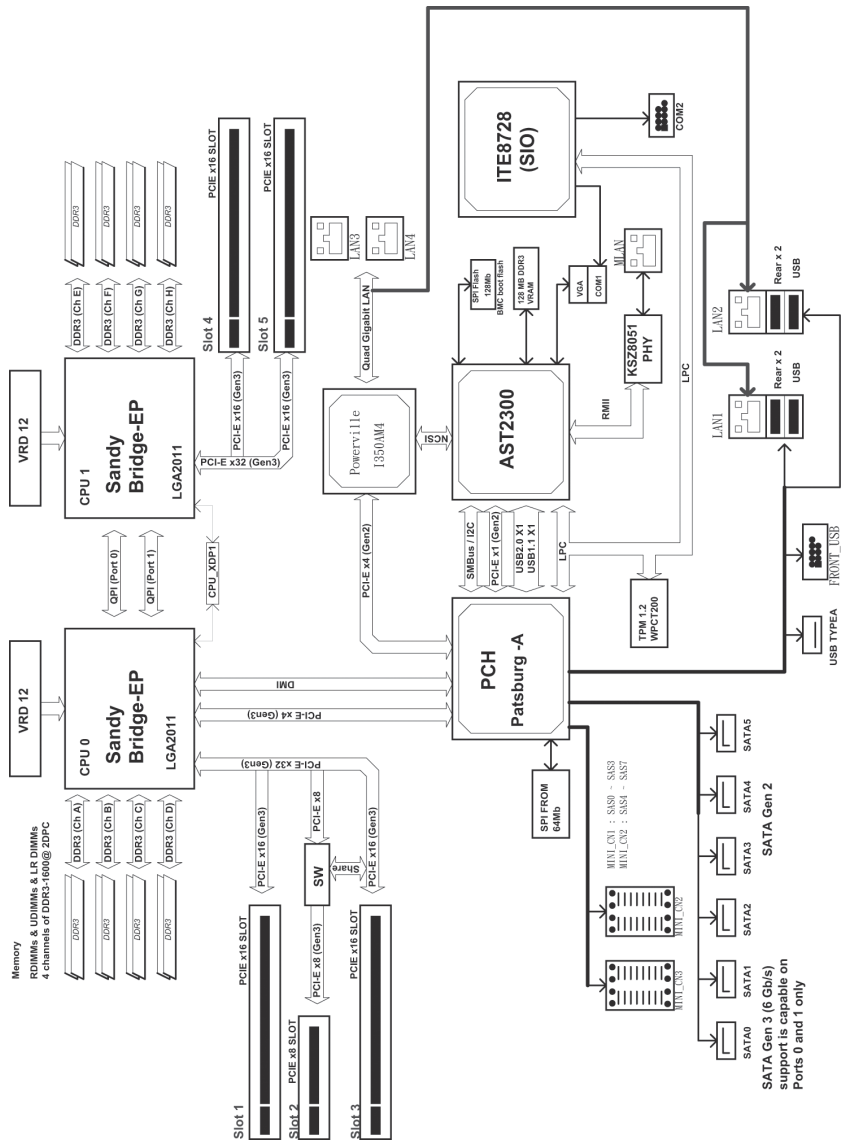 Memory
RDIMMs & UDIMMs & LR DIMMs
4 channels of DDR3-1600@ 2DPC
DDR3
DDR3
DDR3
DDR3
DDR3 (Ch A)
DDR3 (Ch B)
DDR3 (Ch C)
DDR3 (Ch D)
VRD 12
CPU 0
Sandy
Bridge-EP
LGA2011
QPI (Port 0)
QPI (Port 1)
CPU_XDP1
VRD 12
CPU 1
Sandy
Bridge-EP
LGA2011
DDR3 (Ch E)
DDR3 (Ch F)
DDR3 (Ch G)
DDR3 (Ch H)
DDR3
DDR3
DDR3
DDR3
PCI-E x32 (Gen3)
PCI-E x4 (Gen3)
DMI
PCI-E x32 (Gen3)
PCI-E x16 (Gen3)
PCI-E x16 (Gen3)
Slot 4
PCIE x16 SLOT
Slot 5
PCIE x16 SLOT
Slot 1
PCIE x16 SLOT
PCI-E x16 (Gen3)
Slot 2
PCIE x8 SLOT
PCI-E x8 (Gen3)
SW
PCI-E x8
Share
Slot 3
PCIE x16 SLOT
PCI-E x16 (Gen3)
PCI-E x4 (Gen2)
Powerville
I350AM4
Quad Gigabit LAN
LAN3
LAN4
NCSI
SPI FROM
64Mb
PCH
Patsburg -A
SMBus / I2C
PCI-E x1 (Gen2)
USB2.0 X1
USB1.1 X1
LPC
AST2300
SPI Flash
128Mb
BMC boot flash
128 MB DDR3
VRAM
VGA
COM1
RMII
KSZ8051
PHY
MLAN
ITE8728
(SIO)
COM2
LPC
TPM 1.2
WPCT200
MINI_CN1 : SAS0 ~ SAS3
MINI_CN2 : SAS4 ~ SAS7
MINI_CN3
MINI_CN2
SATA0
SATA1
SATA2
SATA3
SATA4
SATA5
SATA Gen 3 (6 Gb/s)
support is capable on
Ports 0 and 1 only
SATA Gen 2
USB TYPEA
FRONT_USB
LAN1
Rear x 2
USB
LAN2
Rear x 2
USB